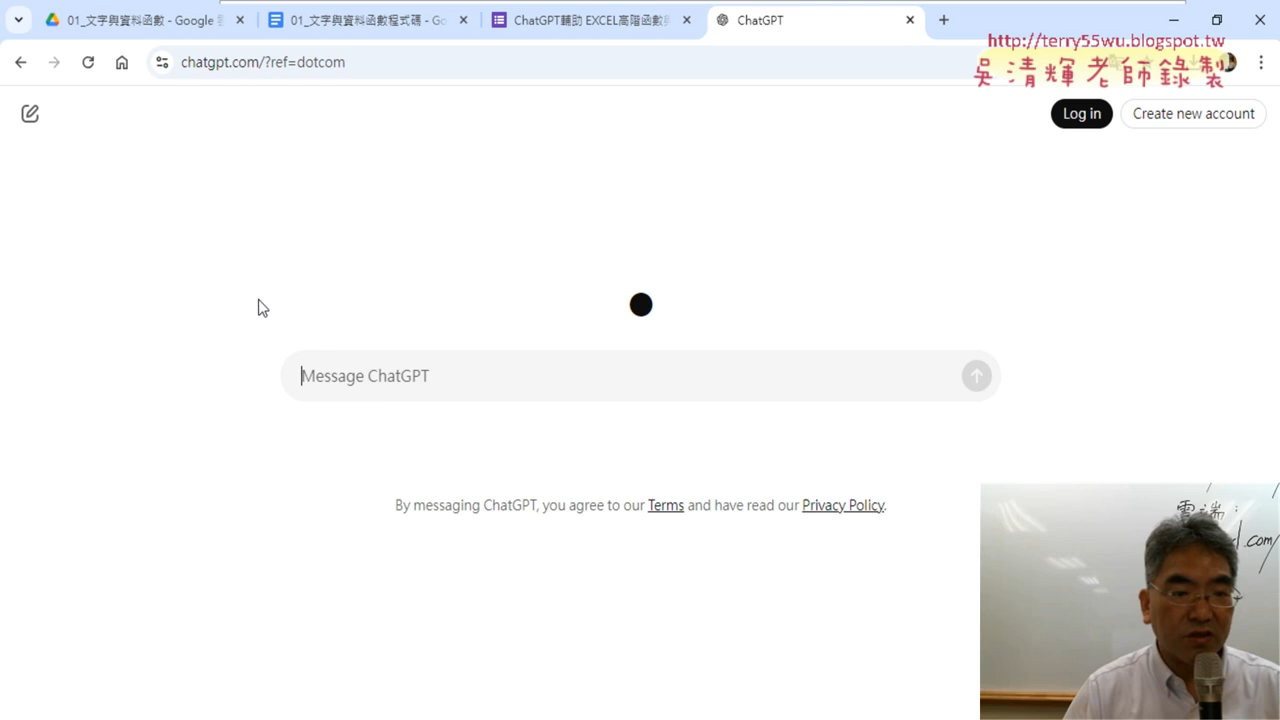 01_文字與資料函數 - Google
01_文字與資料函數程式碼 - Go
ChatGPT輔助 EXCEL高階函數
ChatGPT
http://terry55wu.blogspot.tw
chatgpt.com/?ref=dotcom
吳清輝老師錄製
Log in
Create new account
Message ChatGPT
By messaging ChatGPT, you agree to our Terms and have read our Privacy Policy.
雲端:
.com/